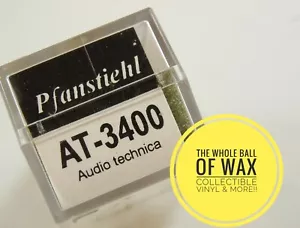 Pfanstiehl
AT-3400
Audio technica
THE WHOLE BALL
OF WAX
COLLECTIBLE
VINYL & MORE!!